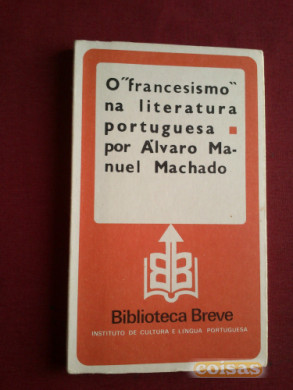 O "francesismo"
na literatura
portuguesa ■
por Álvaro Ma-
nuel Machado
Biblioteca Breve
INSTITUTO DE CULTURA E LÍNGUA PORTUGUESA
coisas